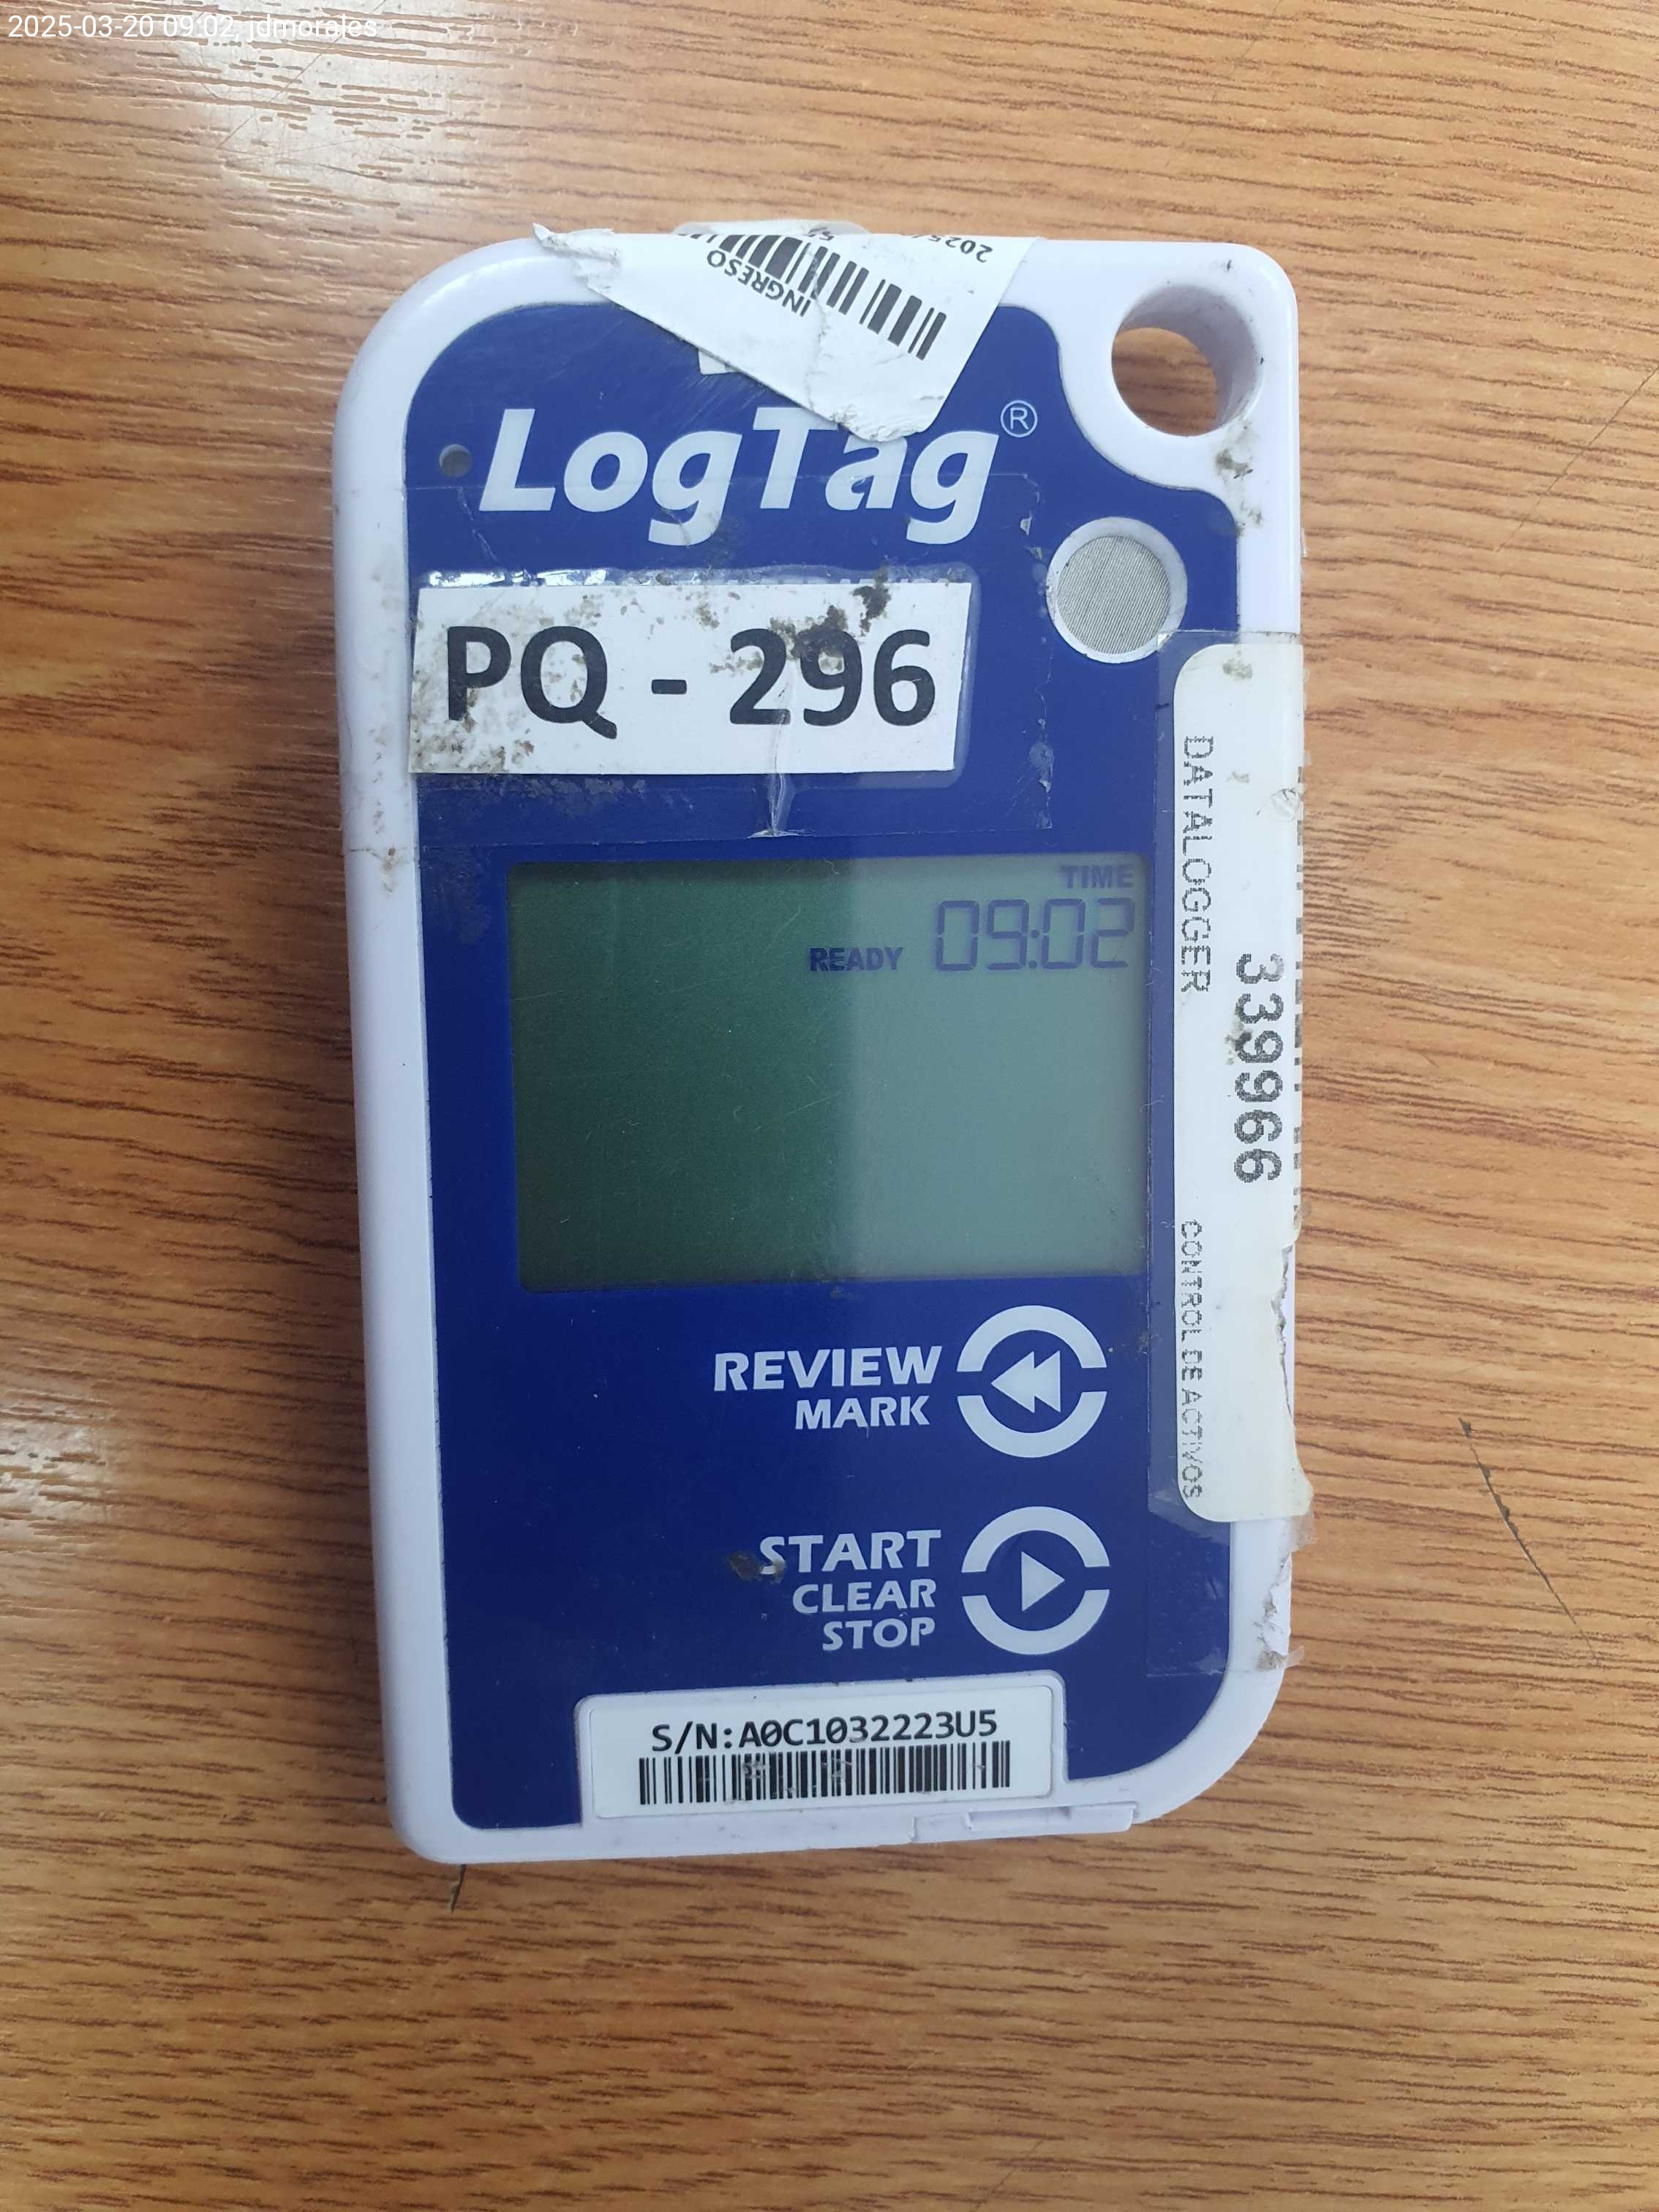 2025-03-20 09:02, jdmorales
INGRESO
LogTag®
PQ - 296
TIME
READY 09:02
DATALOGGER
339966
CONTROL DE ACTIVOS
REVIEW
MARK
START
CLEAR
STOP
S/N:A0C1032223U5